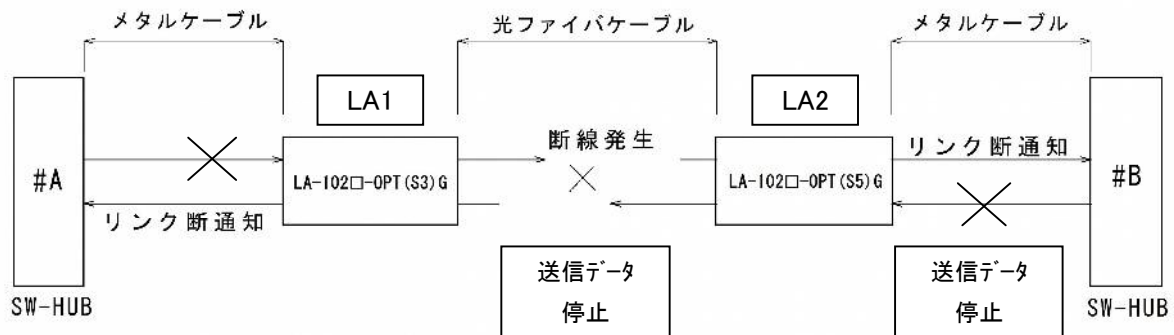 メタルケーブル
光ファイバケーブル
メタルケーブル
LA1
LA2
断線発生
リンク断通知
#A
LA-102□-OPT(S3)G
LA-102□-OPT(S5)G
#B
リンク断通知
送信データ
停止
送信データ
停止
SW-HUB
SW-HUB